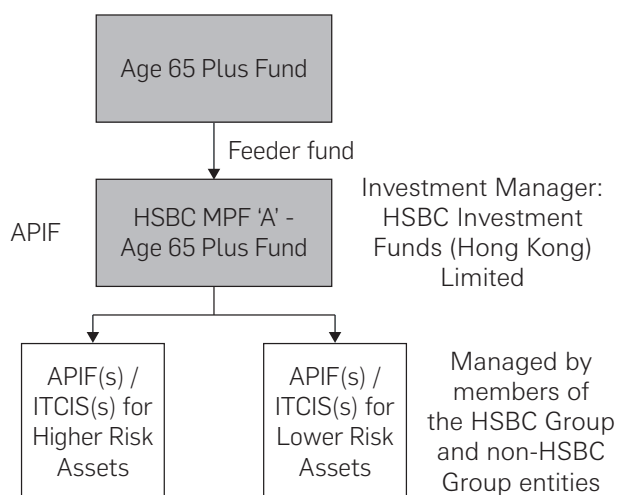 Age 65 Plus Fund
Feeder fund
APIF
HSBC MPF ‘A’ -
Age 65 Plus Fund
Investment Manager:
HSBC Investment
Funds (Hong Kong)
Limited
APIF(s) /
ITCIS(s) for
Higher Risk
Assets
APIF(s) /
ITCIS(s) for
Lower Risk
Assets
Managed by
members of
the HSBC Group
and non-HSBC
Group entities